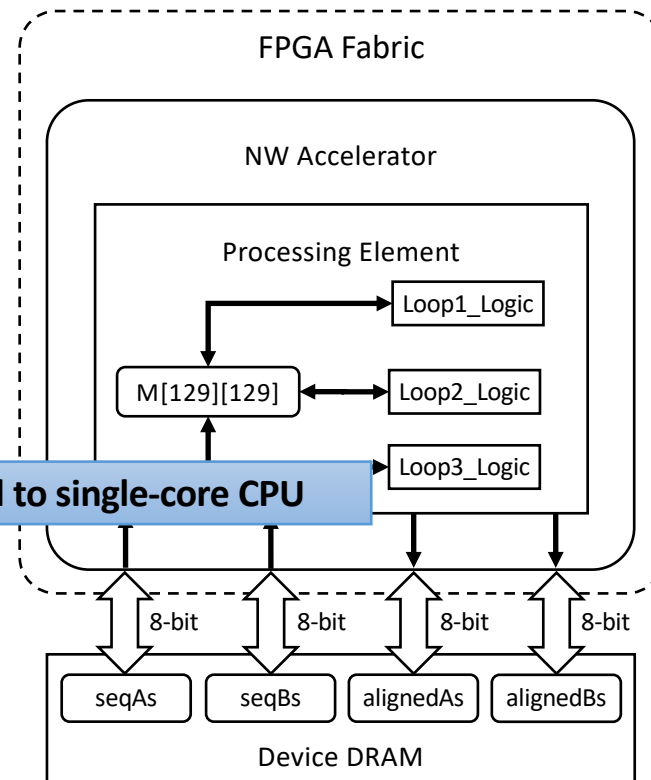 FPGA Fabric
NW Accelerator
Processing Element
Loop1_Logic
M[129][129]
Loop2_Logic
Loop3_Logic
to single-core CPU
8-bit
8-bit
8-bit
8-bit
seqAs
seqBs
alignedAs
alignedBs
Device DRAM